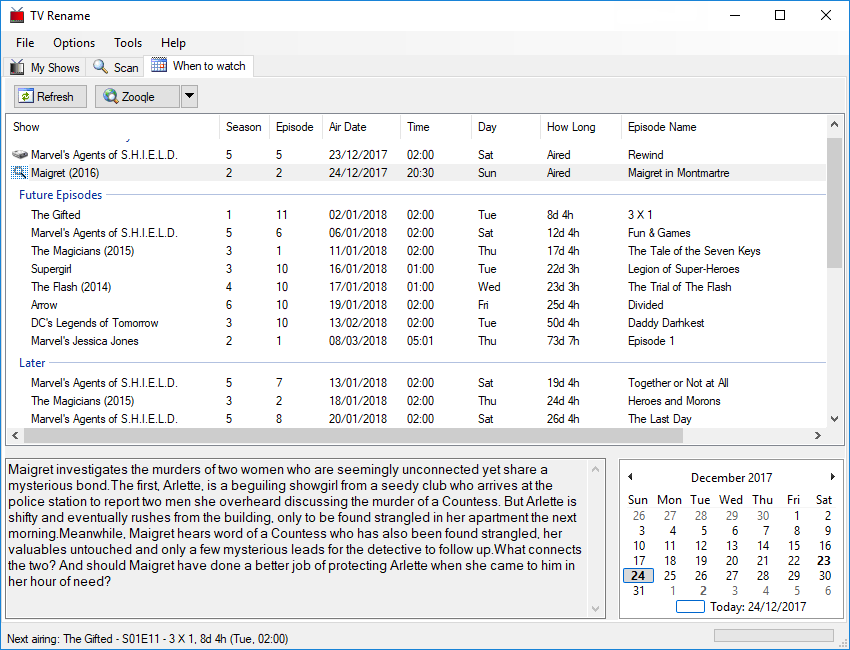 TV Rename
File Options Tools Help
My Shows Scan When to watch
Refresh Zooqle
Show Season Episode Air Date Time Day How Long Episode Name
Marvel's Agents of S.H.I.E.L.D. 5 5 23/12/2017 02:00 Sat Aired Rewind
Maigret (2016) 2 2 24/12/2017 20:30 Sun Aired Maigret in Montmartre
Future Episodes
The Gifted 1 11 02/01/2018 02:00 Tue 8d 4h 3 X 1
Marvel's Agents of S.H.I.E.L.D. 5 6 06/01/2018 02:00 Sat 12d 4h Fun & Games
The Magicians (2015) 3 1 11/01/2018 02:00 Thu 17d 4h The Tale of the Seven Keys
Supergirl 3 10 16/01/2018 01:00 Tue 22d 3h Legion of Super-Heroes
The Flash (2014) 4 10 17/01/2018 01:00 Wed 23d 3h The Trial of The Flash
Arrow 6 10 19/01/2018 02:00 Fri 25d 4h Divided
DC's Legends of Tomorrow 3 10 13/02/2018 02:00 Tue 50d 4h Daddy Darhkest
Marvel's Jessica Jones 2 1 08/03/2018 05:01 Thu 73d 7h Episode 1
Later
Marvel's Agents of S.H.I.E.L.D. 5 7 13/01/2018 02:00 Sat 19d 4h Together or Not at All
The Magicians (2015) 3 2 18/01/2018 02:00 Thu 24d 4h Heroes and Morons
Marvel's Agents of S.H.I.E.L.D. 5 8 20/01/2018 02:00 Sat 26d 4h The Last Day
Maigret investigates the murders of two women who are seemingly unconnected yet share a
mysterious bond.The first, Arlette, is a beguiling showgirl from a seedy club who arrives at the
police station to report two men she overheard discussing the murder of a Countess. But Arlette is
shifty and eventually rushes from the building, only to be found strangled in her apartment the next
morning.Meanwhile, Maigret hears word of a Countess who has also been found strangled, her
valuables untouched and only a few mysterious leads for the detective to follow up.What connects
the two? And should Maigret have done a better job of protecting Arlette when she came to him in
her hour of need?
December 2017
Sun Mon Tue Wed Thu Fri Sat
26 27 28 29 30 1 2
3 4 5 6 7 8 9
10 11 12 13 14 15 16
17 18 19 20 21 22 23
24 25 26 27 28 29 30
31 1 2 3 4 5 6
Today: 24/12/2017
Next airing: The Gifted - S01E11 - 3 X 1, 8d 4h (Tue, 02:00)